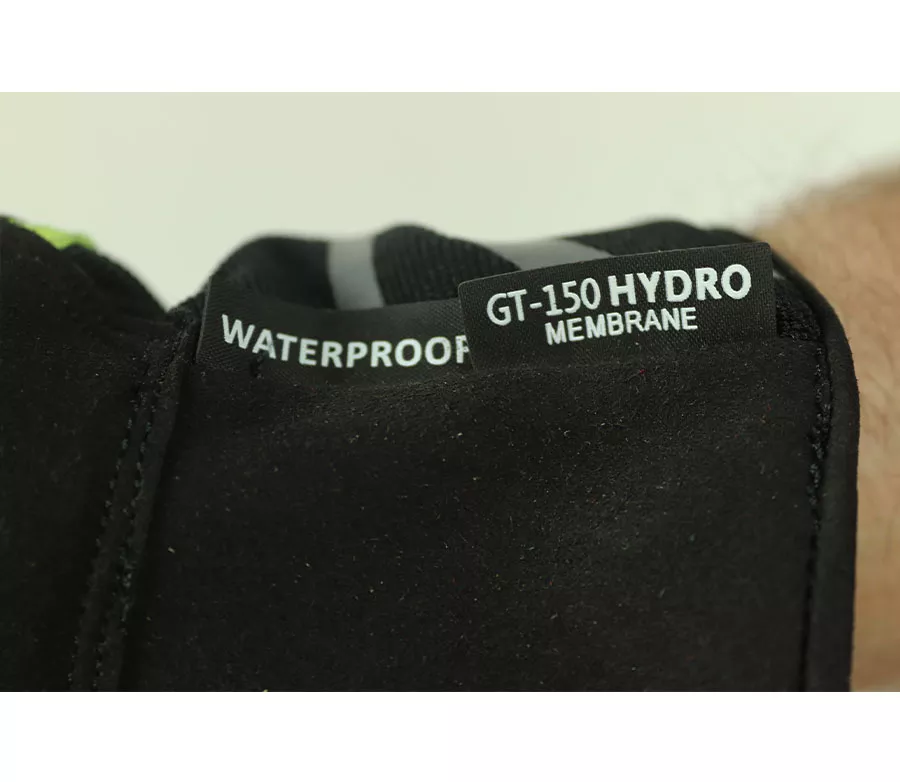 WATERPROOF
GT-150 HYDRO
MEMBRANE